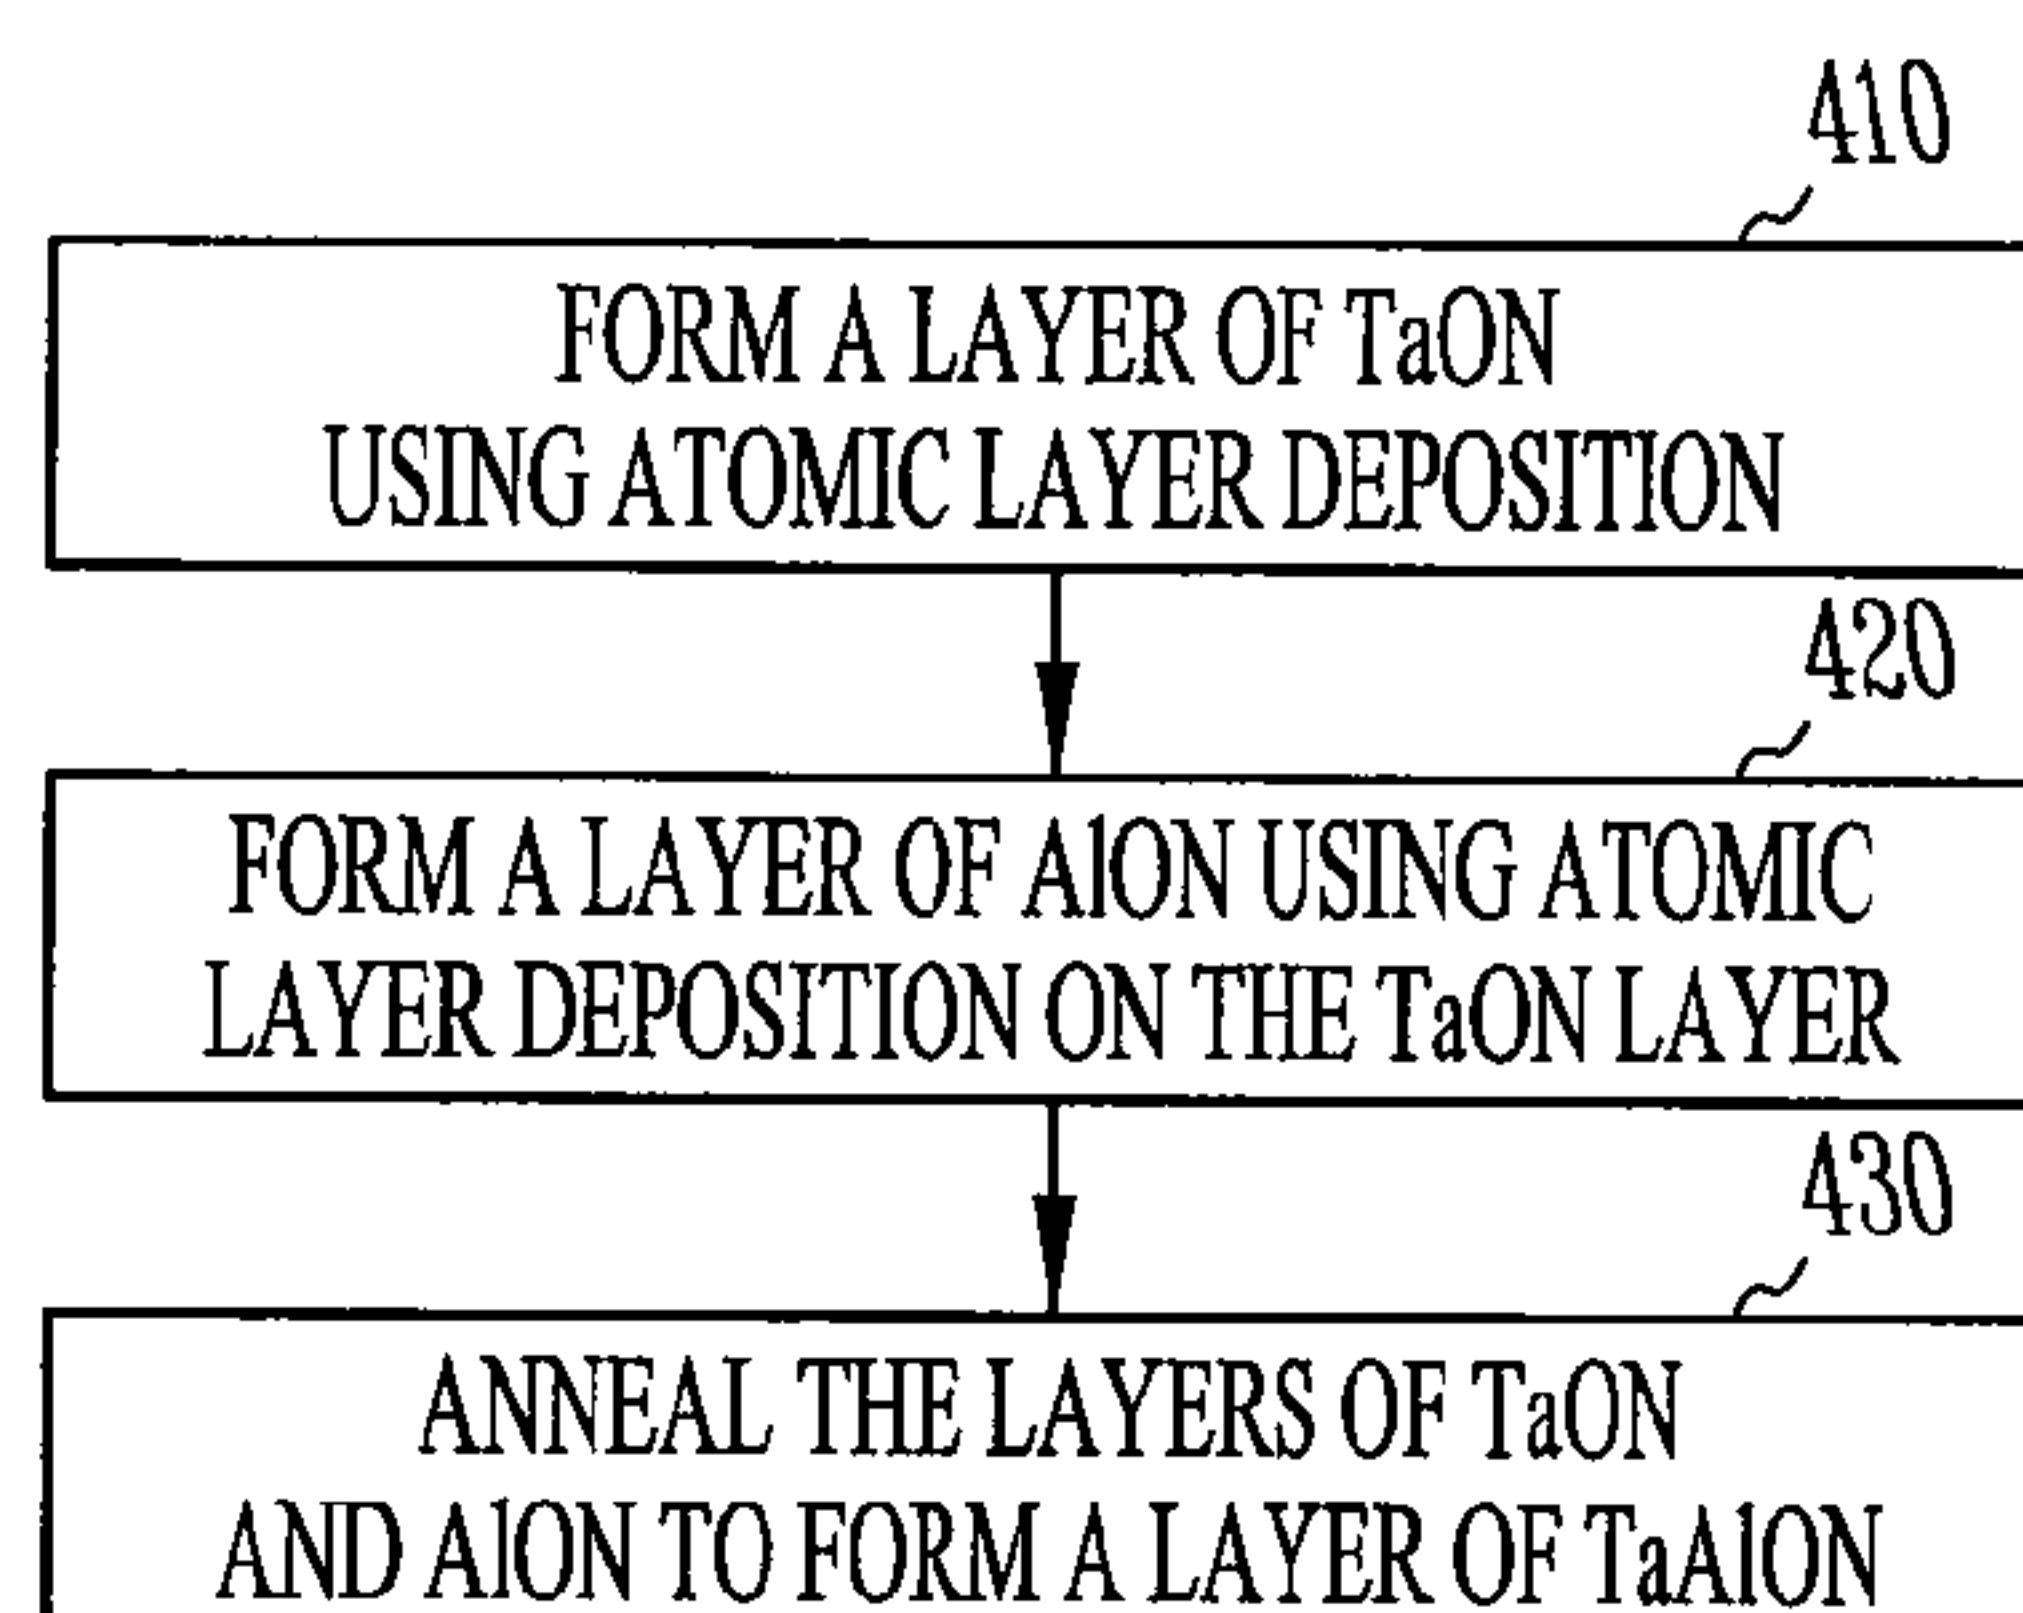 410
FORM A LAYER OF TaON
USING ATOMIC LAYER DEPOSITION
420
FORM A LAYER OF AlON USING ATOMIC
LAYER DEPOSITION ON THE TaON LAYER
430
ANNEAL THE LAYERS OF TaON
AND AlON TO FORM A LAYER OF TaAlON